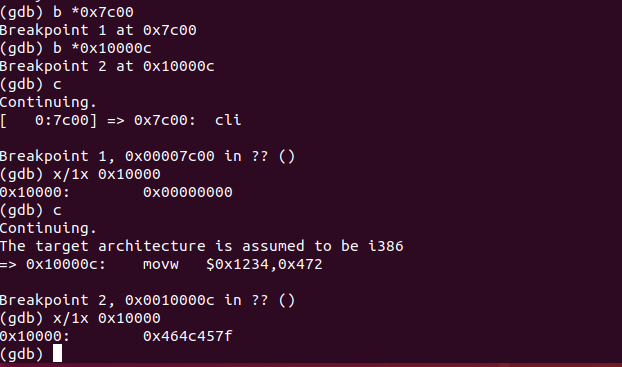 (gdb) b *0x7c00
Breakpoint 1 at 0x7c00
(gdb) b *0x10000c
Breakpoint 2 at 0x10000c
(gdb) c
Continuing.
[   0:7c00] => 0x7c00:  cli
Breakpoint 1, 0x00007c00 in ?? ()
(gdb) x/1x 0x10000
0x10000:        0x00000000
(gdb) c
Continuing.
The target architecture is assumed to be i386
=> 0x10000c:    movw   $0x1234,0x472
Breakpoint 2, 0x0010000c in ?? ()
(gdb) x/1x 0x10000
0x10000:        0x464c457f
(gdb)